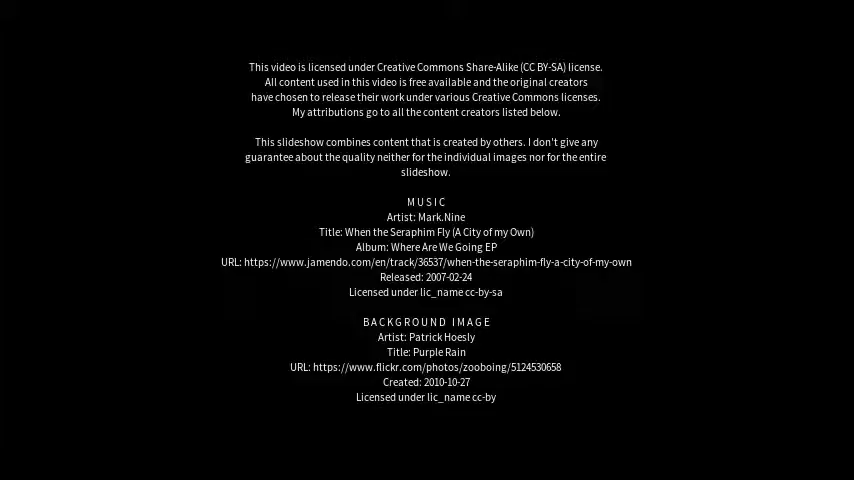 This video is licensed under Creative Commons Share-Alike (CC BY-SA) license.
All content used in this video is free available and the original creators
have chosen to release their work under various Creative Commons licenses.
My attributions go to all the content creators listed below.
This slideshow combines content that is created by others. I don't give any
guarantee about the quality neither for the individual images nor for the entire
slideshow.
MUSIC
Artist: Mark.Nine
Title: When the Seraphim Fly (A City of my Own)
Album: Where Are We Going EP
URL: https://www.jamendo.com/en/track/36537/when-the-seraphim-fly-a-city-of-my-own
Released: 2007-02-24
Licensed under lic_name cc-by-sa
BACKGROUND IMAGE
Artist: Patrick Hoesly
Title: Purple Rain
URL: https://www.flickr.com/photos/zooboing/5124530658
Created: 2010-10-27
Licensed under lic_name cc-by